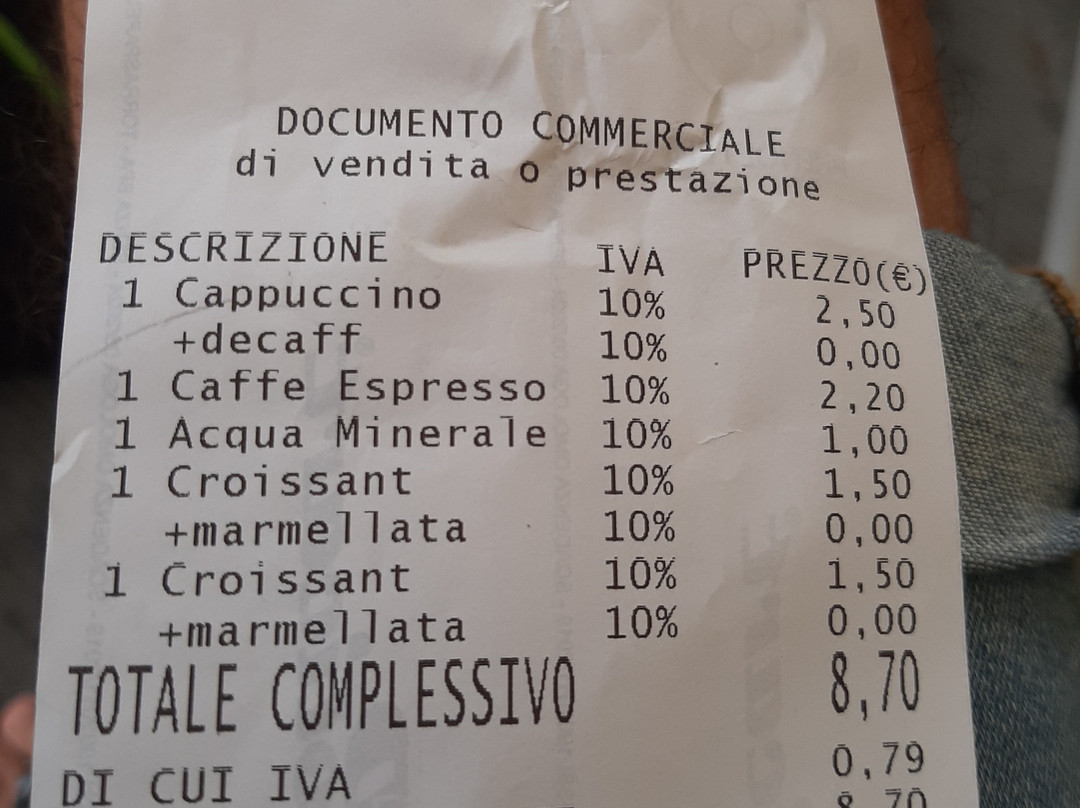 DOCUMENTO COMMERCIALE
di vendita o prestazione
DESCRIZIONE IVA PREZZO(€)
1 Cappuccino 10% 2,50
+decaff 10% 0,00
1 Caffe Espresso 10% 2,20
1 Acqua Minerale 10% 1,00
1 Croissant 10% 1,50
+marmellata 10% 0,00
1 Croissant 10% 1,50
+marmellata 10% 0,00
TOTALE COMPLESSIVO 8,70
DI CUI IVA 0,79
8,70